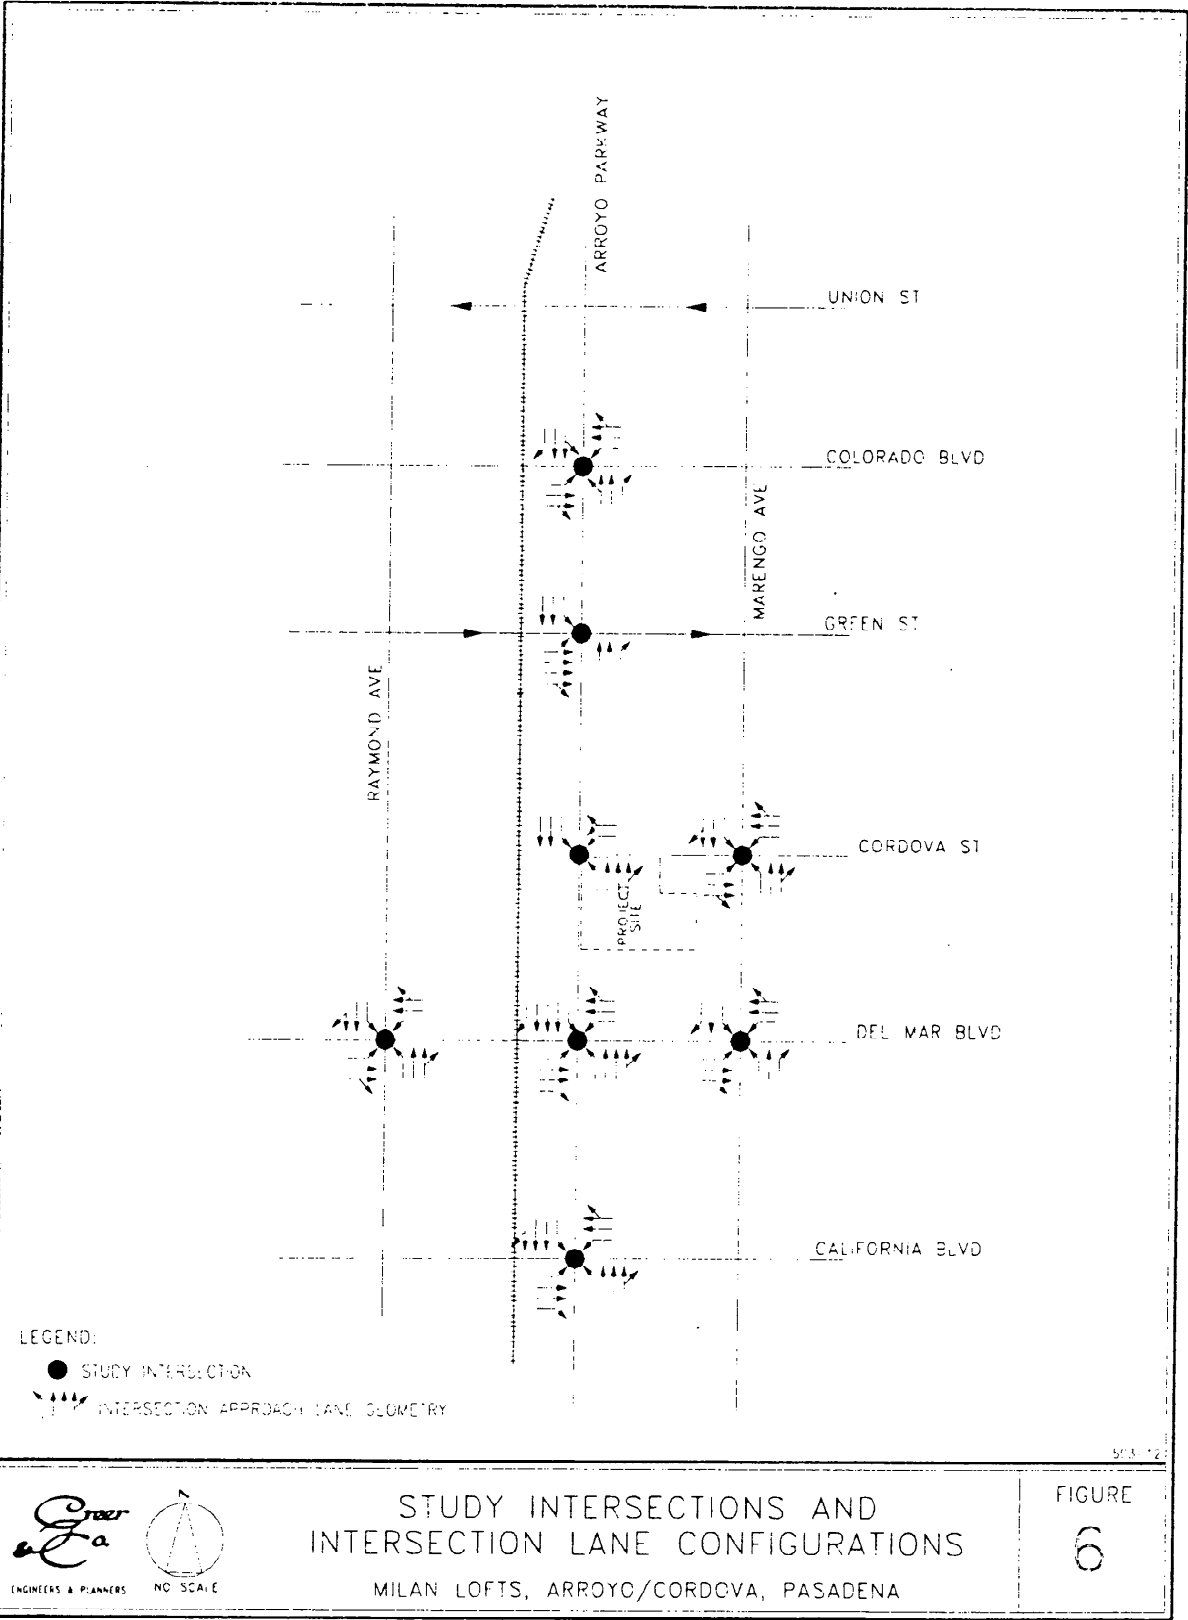 ARROYO PARKWAY
UNION ST
COLORADO BLVD
MARENGO AVE
GREEN ST
RAYMOND AVE
CORDOVA ST
PROJECT
SITE
DEL MAR BLVD
CALIFORNIA BLVD
LEGEND:
STUDY INTERSECTION
INTERSECTION APPROACH LANE GEOMETRY
Greer
& Co
ENGINEERS & PLANNERS
N
NO SCALE
STUDY INTERSECTIONS AND
INTERSECTION LANE CONFIGURATIONS
MILAN LOFTS, ARROYO/CORDOVA, PASADENA
FIGURE
6